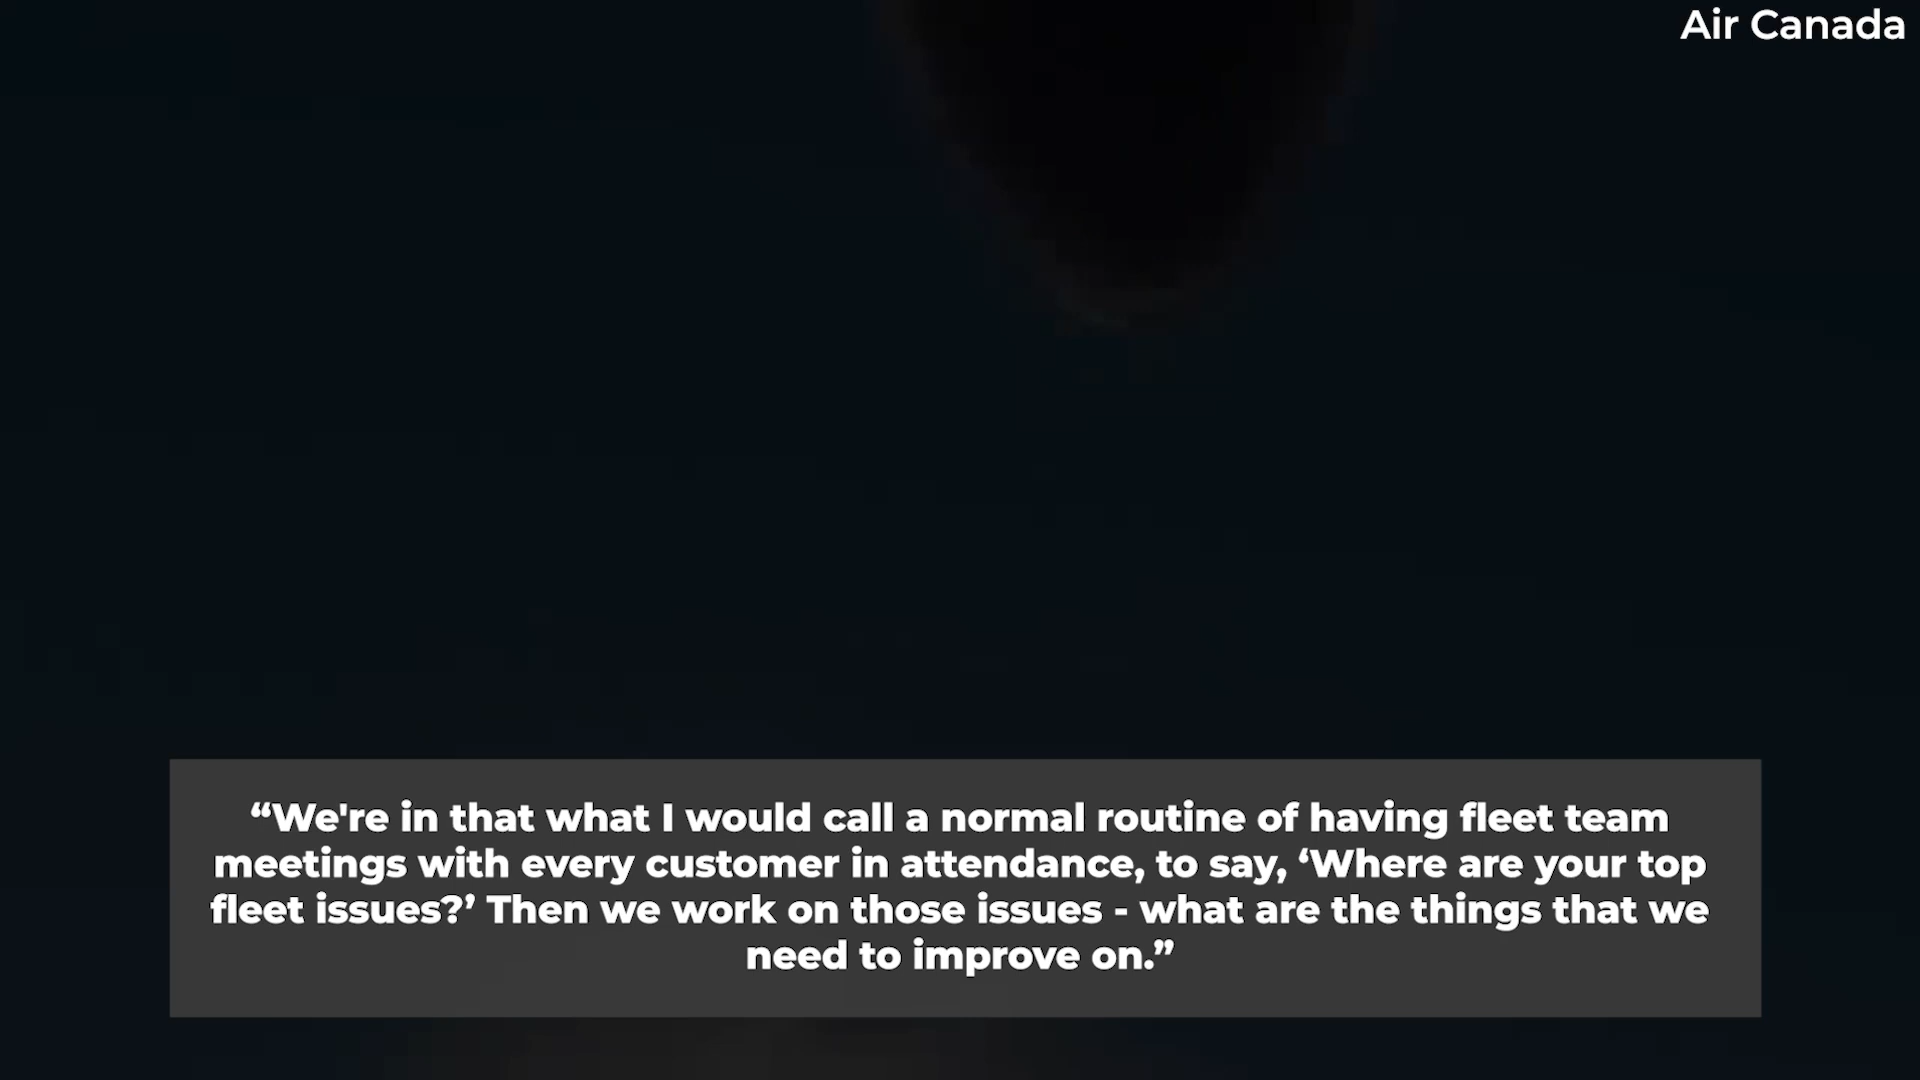 Air Canada
“We're in that what I would call a normal routine of having fleet team
meetings with every customer in attendance, to say, ‘Where are your top
fleet issues?’ Then we work on those issues - what are the things that we
need to improve on.”